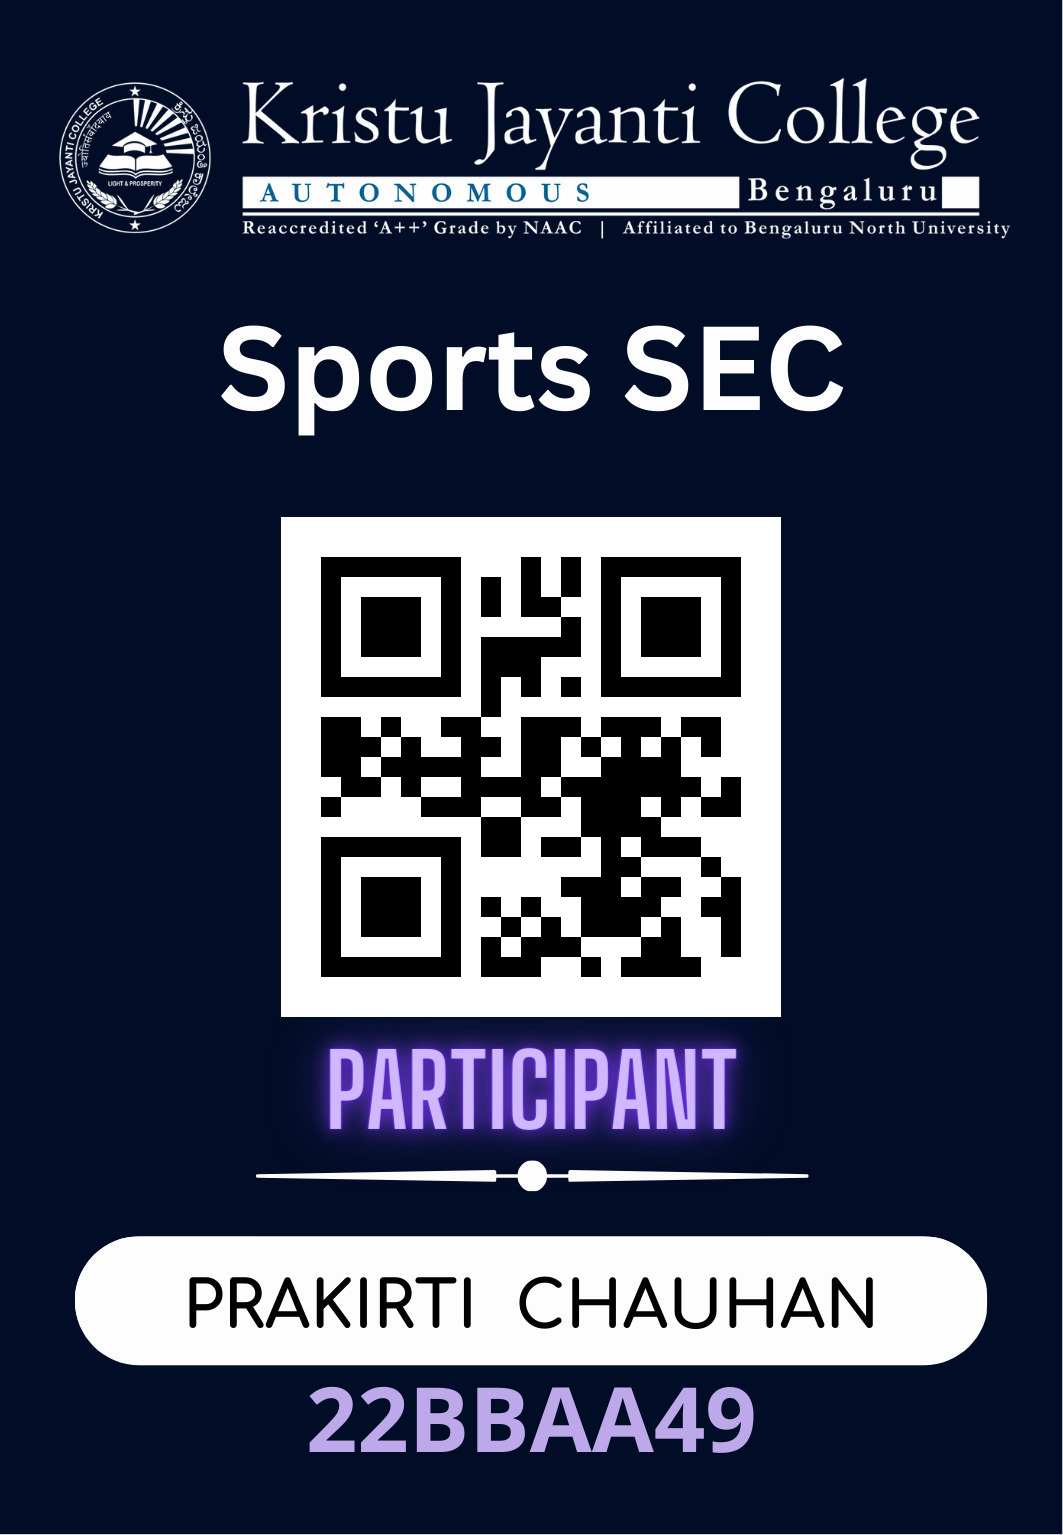 KRISTU JAYANTI COLLEGE
ಕ್ರಿಸ್ತು ಜಯಂತಿ ಕಾಲೇಜು
LIGHT & PROSPERITY
Kristu Jayanti College
AUTONOMOUS Bengaluru
Reaccredited ‘A++’ Grade by NAAC | Affiliated to Bengaluru North University
Sports SEC
PARTICIPANT
PRAKIRTI CHAUHAN
22BBAA49